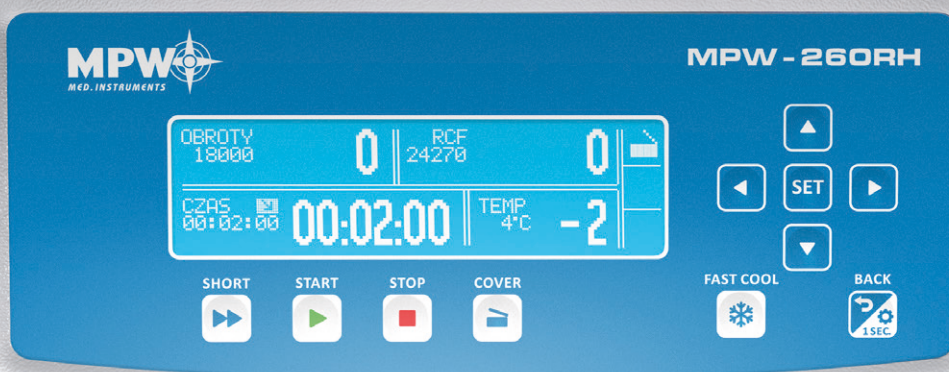 MPW
MED. INSTRUMENTS
MPW - 260RH
OBROTY
18000
0
RCF
24270
0
CZAS
00:02:00
00:02:00
TEMP
4°C
-2
SET
SHORT
START
STOP
COVER
FAST COOL
BACK
1 SEC.